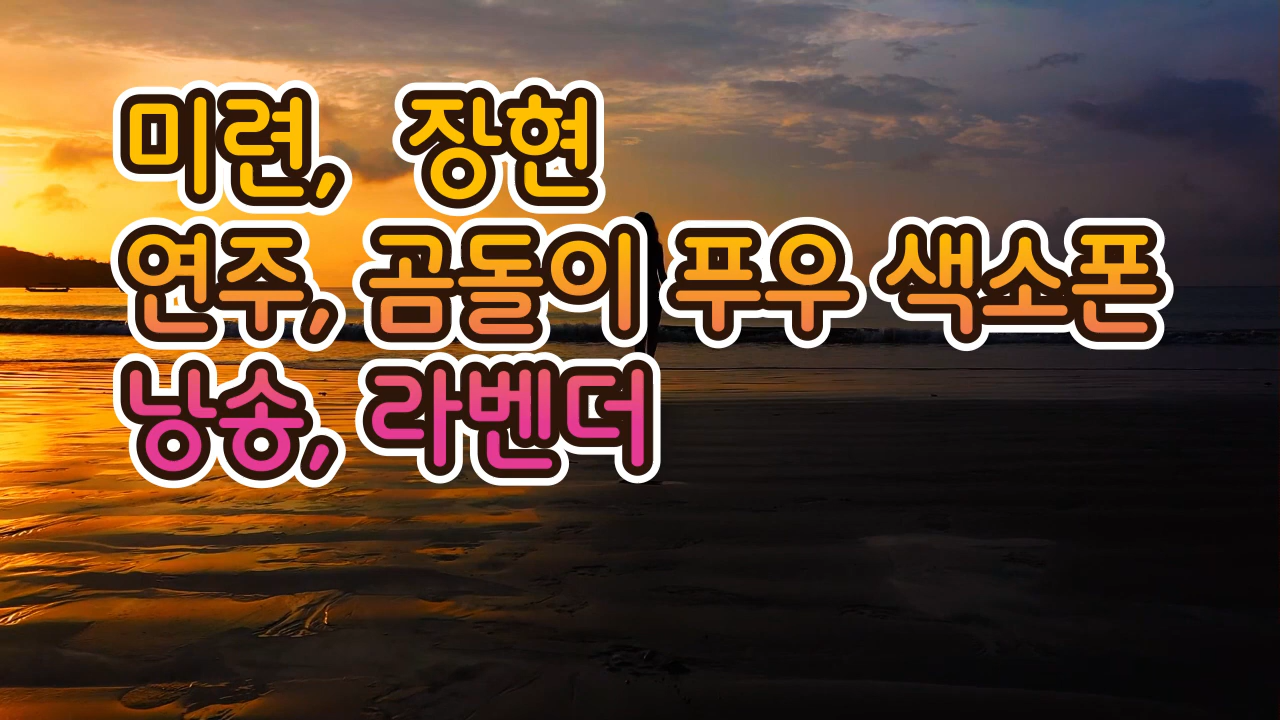 미련, 장현
연주, 곰돌이 푸우 색소폰
낭송, 라벤더